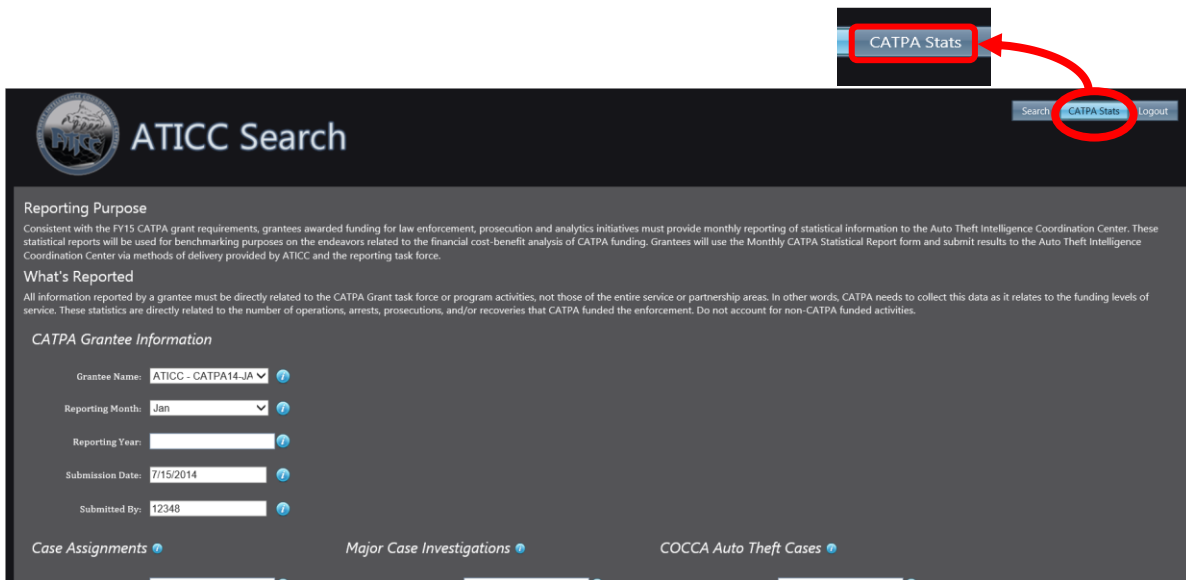 CATPA Stats
ATICC
ATICC Search
Search
CATPA Stats
Logout
Reporting Purpose
Consistent with the FY15 CATPA grant requirements, grantees awarded funding for law enforcement, prosecution and analytics initiatives must provide monthly reporting of statistical information to the Auto Theft Intelligence Coordination Center. These
statistical reports will be used for benchmarking purposes on the endeavors related to the financial cost-benefit analysis of CATPA funding. Grantees will use the Monthly CATPA Statistical Report form and submit results to the Auto Theft Intelligence
Coordination Center via methods of delivery provided by ATICC and the reporting task force.
What's Reported
All information reported by a grantee must be directly related to the CATPA Grant task force or program activities, not those of the entire service or partnership areas. In other words, CATPA needs to collect this data as it relates to the funding levels of
service. These statistics are directly related to the number of operations, arrests, prosecutions, and/or recoveries that CATPA funded the enforcement. Do not account for non-CATPA funded activities.
CATPA Grantee Information
Grantee Name: ATICC - CATPA14-JA
Reporting Month: Jan
Reporting Year:
Submission Date: 7/15/2014
Submitted By: 12348
Case Assignments
Major Case Investigations
COCCA Auto Theft Cases